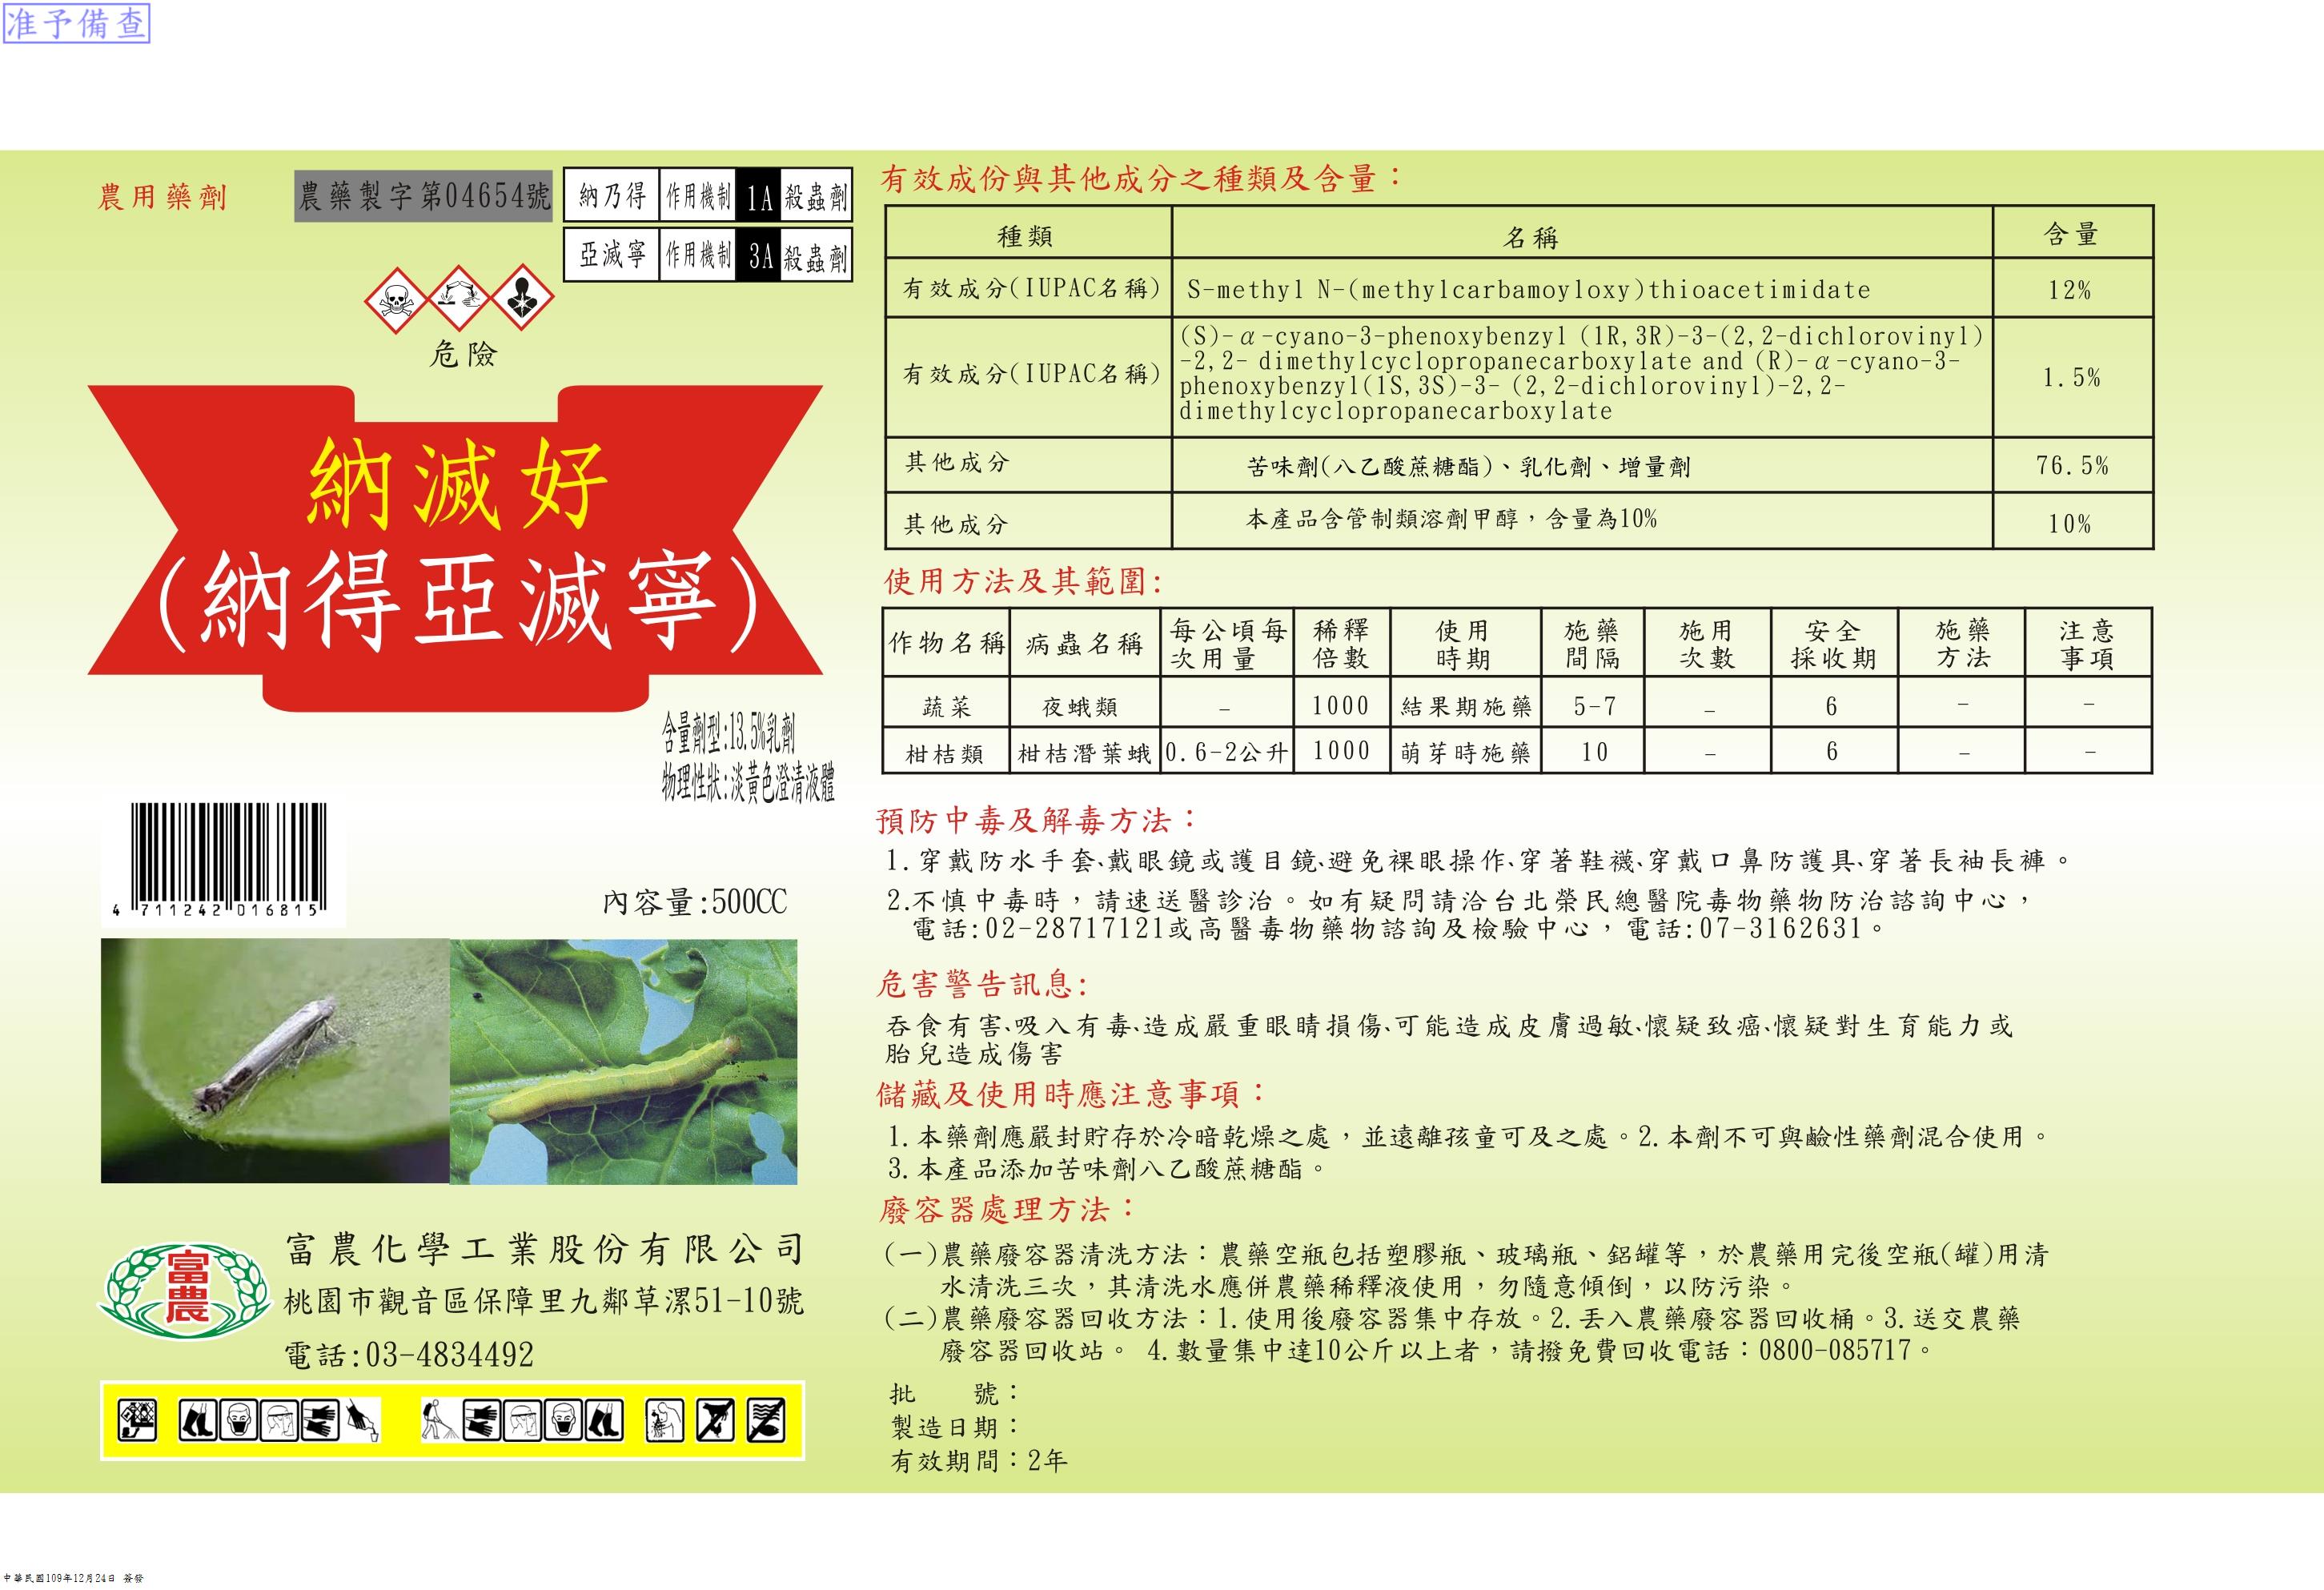 准予備查
農用藥劑
農藥製字第04654號
納乃得 作用機制 1A 殺蟲劑
亞滅寧 作用機制 3A 殺蟲劑
危險
納滅好
(納得亞滅寧)
含量劑型:13.5%乳劑
物理性狀:淡黃色澄清液體
4 711242 016815
內容量:500CC
富農
富農化學工業股份有限公司
桃園市觀音區保障里九鄰草漯51-10號
電話:03-4834492
有效成份與其他成分之種類及含量：
種類 名稱 含量
有效成分(IUPAC名稱) S-methyl N-(methylcarbamoyloxy)thioacetimidate 12%
(S)-α-cyano-3-phenoxybenzyl (1R,3R)-3-(2,2-dichlorovinyl)
-2,2- dimethylcyclopropanecarboxylate and (R)-α-cyano-3-
有效成分(IUPAC名稱) phenoxybenzyl(1S,3S)-3- (2,2-dichlorovinyl)-2,2- 1.5%
dimethylcyclopropanecarboxylate
其他成分 苦味劑(八乙酸蔗糖酯)、乳化劑、增量劑 76.5%
其他成分 本產品含管制類溶劑甲醇，含量為10% 10%
使用方法及其範圍:
作物名稱 病蟲名稱 每公頃每次用量 稀釋倍數 使用時期 施藥間隔 施用次數 安全採收期 施藥方法 注意事項
蔬菜 夜蛾類 - 1000 結果期施藥 5-7 - 6 - -
柑桔類 柑桔潛葉蛾 0.6-2公升 1000 萌芽時施藥 10 - 6 - -
預防中毒及解毒方法：
1.穿戴防水手套、戴眼鏡或護目鏡、避免裸眼操作、穿著鞋襪、穿戴口鼻防護具、穿著長袖長褲。
2.不慎中毒時，請速送醫診治。如有疑問請洽台北榮民總醫院毒物藥物防治諮詢中心，
電話:02-28717121或高醫毒物藥物諮詢及檢驗中心，電話:07-3162631。
危害警告訊息:
吞食有害、吸入有毒、造成嚴重眼睛損傷、可能造成皮膚過敏、懷疑致癌、懷疑對生育能力或
胎兒造成傷害
儲藏及使用時應注意事項：
1.本藥劑應嚴封貯存於冷暗乾燥之處，並遠離孩童可及之處。2.本劑不可與鹼性藥劑混合使用。
3.本產品添加苦味劑八乙酸蔗糖酯。
廢容器處理方法：
(一)農藥廢容器清洗方法：農藥空瓶包括塑膠瓶、玻璃瓶、鋁罐等，於農藥用完後空瓶(罐)用清
水清洗三次，其清洗水應併農藥稀釋液使用，勿隨意傾倒，以防污染。
(二)農藥廢容器回收方法：1.使用後廢容器集中存放。2.丟入農藥廢容器回收桶。3.送交農藥
廢容器回收站。 4.數量集中達10公斤以上者，請撥免費回收電話：0800-085717。
批 號：
製造日期：
有效期間：2年
中華民國109年12月24日 簽發